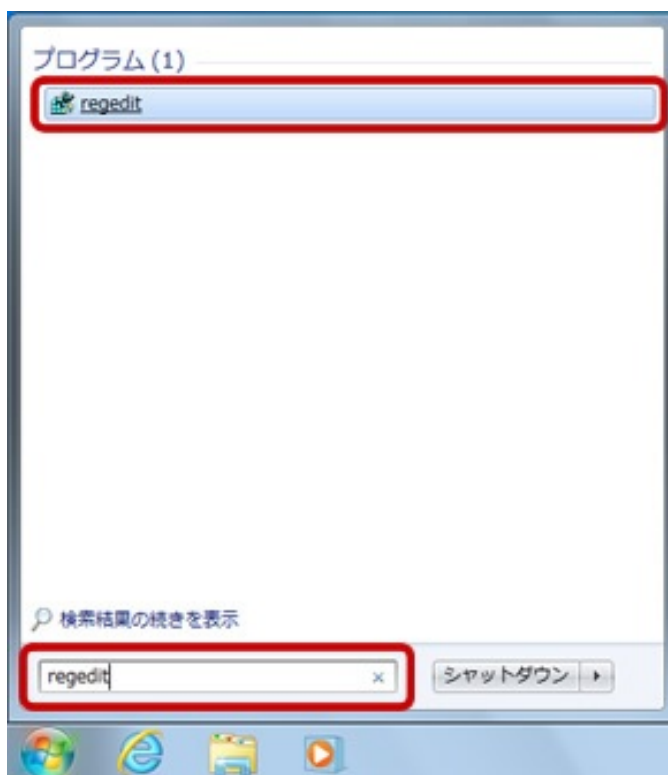 プログラム (1)
regedit
検索結果の続きを表示
regedit
シャットダウン